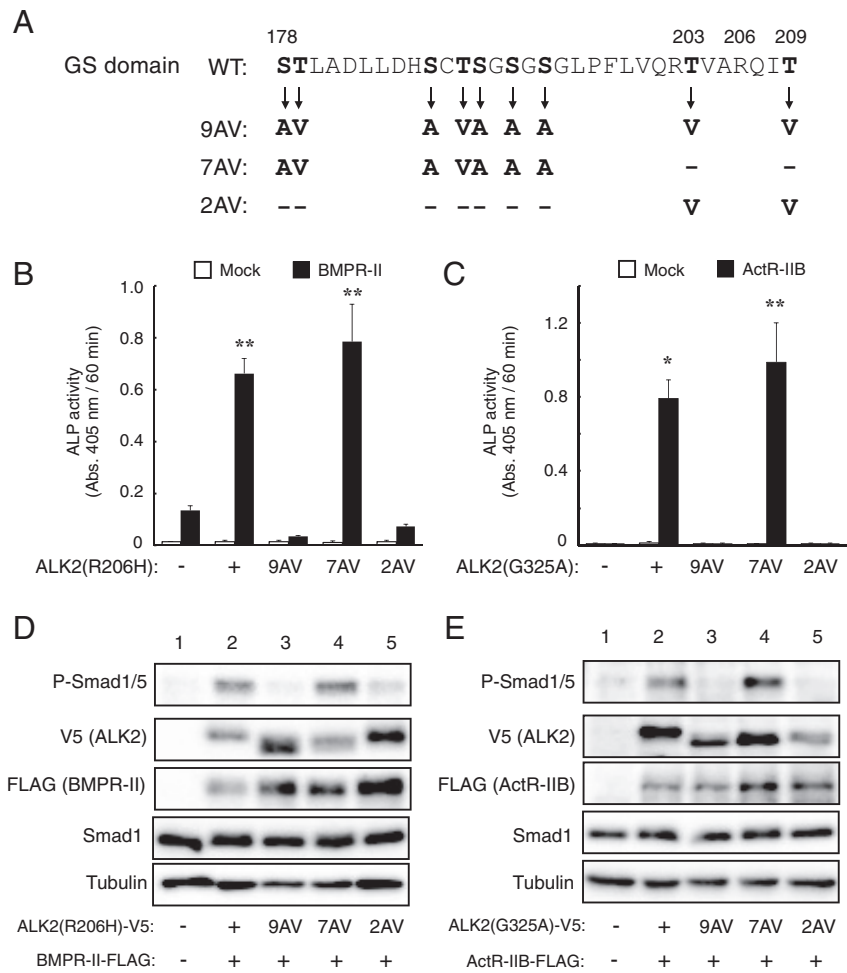 A
178 203 206 209
GS domain WT: STLADLLDHSCTSGSGSGLPFLVQRTVARQIT
9AV: AV A VA A A V V
7AV: AV A VA A A – –
2AV: –– – –– – – V V
B
Mock BMPR-II
ALP activity
(Abs. 405 nm / 60 min)
1.0
0.8
0.6
0.4
0.2
0
** **
ALK2(R206H): - + 9AV 7AV 2AV
C
Mock ActR-IIB
ALP activity
(Abs. 405 nm / 60 min)
1.2
0.8
0.4
0
* **
ALK2(G325A): - + 9AV 7AV 2AV
D
1 2 3 4 5
P-Smad1/5
V5 (ALK2)
FLAG (BMPR-II)
Smad1
Tubulin
ALK2(R206H)-V5: - + 9AV 7AV 2AV
BMPR-II-FLAG: - + + + +
E
1 2 3 4 5
P-Smad1/5
V5 (ALK2)
FLAG (ActR-IIB)
Smad1
Tubulin
ALK2(G325A)-V5: - + 9AV 7AV 2AV
ActR-IIB-FLAG: - + + + +